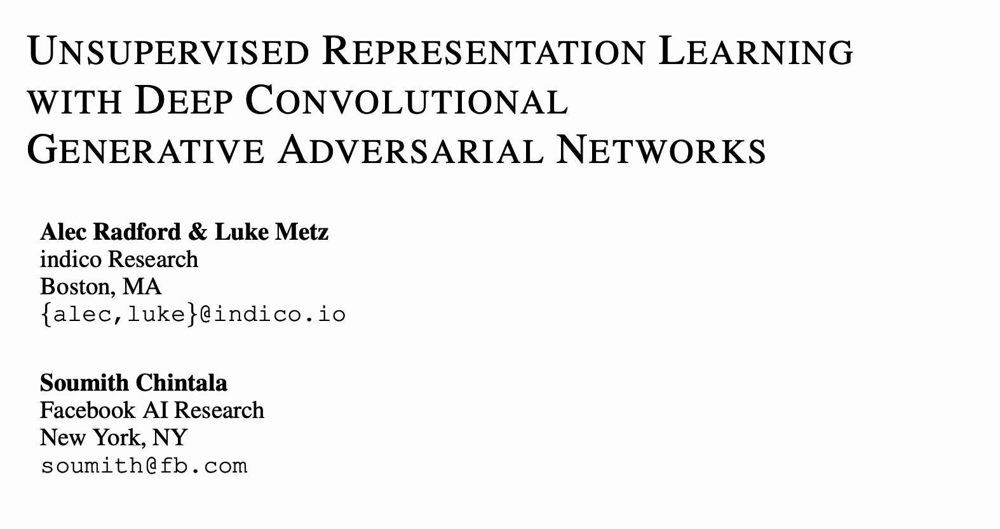 UNSUPERVISED REPRESENTATION LEARNING
WITH DEEP CONVOLUTIONAL
GENERATIVE ADVERSARIAL NETWORKS
Alec Radford & Luke Metz
indico Research
Boston, MA
{alec,luke}@indico.io
Soumith Chintala
Facebook AI Research
New York, NY
soumith@fb.com